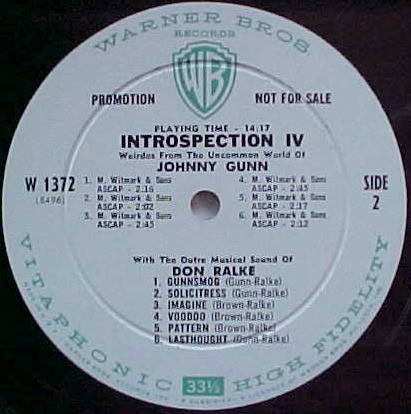 WARNER BROS
RECORDS
WB
PROMOTION NOT FOR SALE
PLAYING TIME - 14:17
INTROSPECTION IV
Weirdos From The Uncommon World Of
JOHNNY GUNN
W 1372
(8496)
SIDE
2
1. M. Witmark & Sons
ASCAP - 2:16
2. M. Witmark & Sons
ASCAP - 2:02
3. M. Witmark & Sons
ASCAP - 2:45
4. M. Witmark & Sons
ASCAP - 2:45
5. M. Witmark & Sons
ASCAP - 2:17
6. M. Witmark & Sons
ASCAP - 2:12
With The Outre Musical Sound Of
DON RALKE
1. GUNNSMOG (Gunn-Ralke)
2. SOLICITRESS (Gunn-Ralke)
3. IMAGINE (Brown-Ralke)
4. VOODOO (Brown-Ralke)
5. PATTERN (Brown-Ralke)
6. LASTHOUGHT (Gunn-Ralke)
VITAPHONIC 33⅓ HIGH FIDELITY